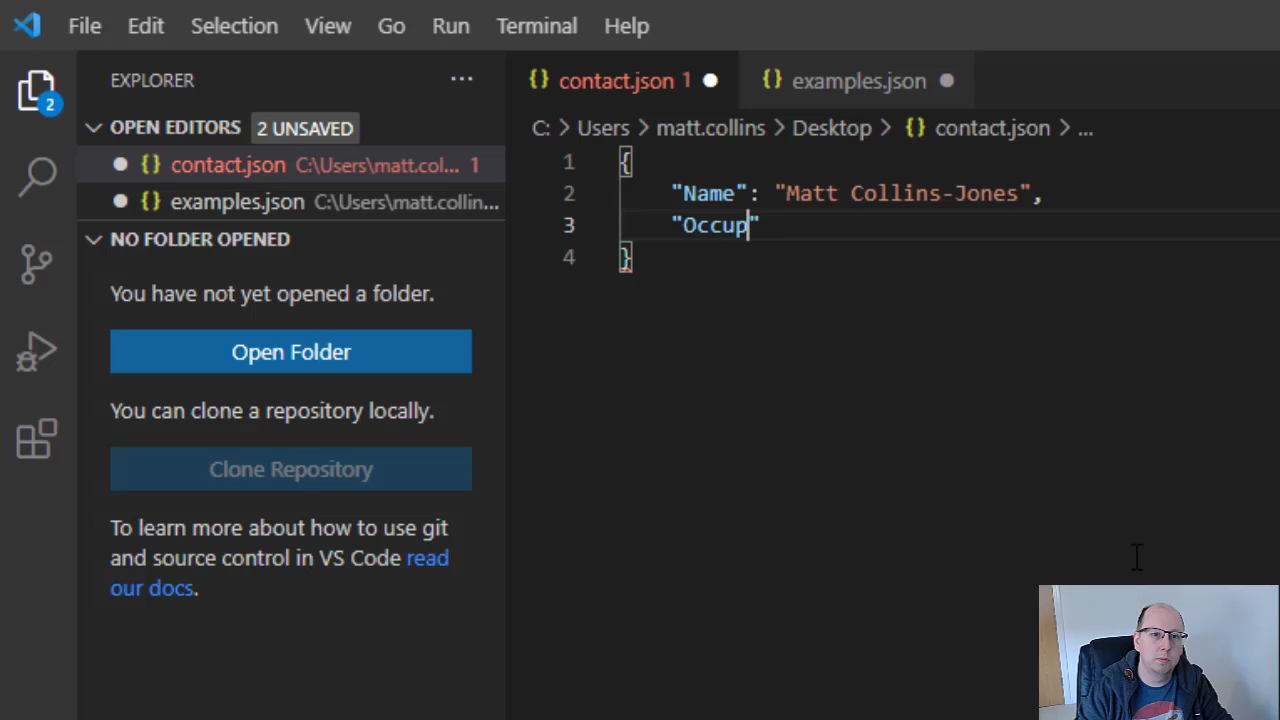 File Edit Selection View Go Run Terminal Help
EXPLORER ...
OPEN EDITORS 2 UNSAVED
contact.json C:\Users\matt.col... 1
examples.json C:\Users\matt.collin...
NO FOLDER OPENED
You have not yet opened a folder.
Open Folder
You can clone a repository locally.
Clone Repository
To learn more about how to use git
and source control in VS Code read
our docs.
2
contact.json 1 examples.json
C: > Users > matt.collins > Desktop > {} contact.json > ...
1 {
2 "Name": "Matt Collins-Jones",
3 "Occup"
4 }